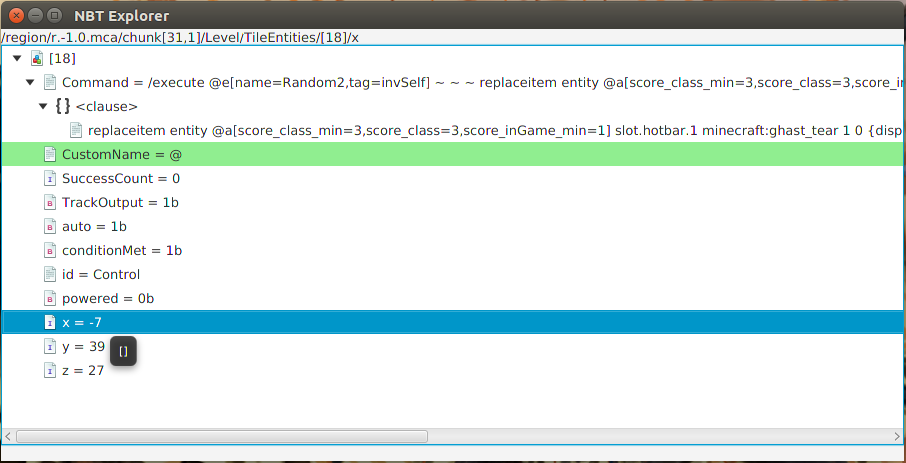 NBT Explorer
/region/r.-1.0.mca/chunk[31,1]/Level/TileEntities/[18]/x
[18]
Command = /execute @e[name=Random2,tag=invSelf] ~ ~ ~ replaceitem entity @a[score_class_min=3,score_class=3,score_in
{} <clause>
replaceitem entity @a[score_class_min=3,score_class=3,score_inGame_min=1] slot.hotbar.1 minecraft:ghast_tear 1 0 {disp
CustomName = @
I SuccessCount = 0
B TrackOutput = 1b
B auto = 1b
B conditionMet = 1b
id = Control
B powered = 0b
I x = -7
I y = 39
[]
I z = 27